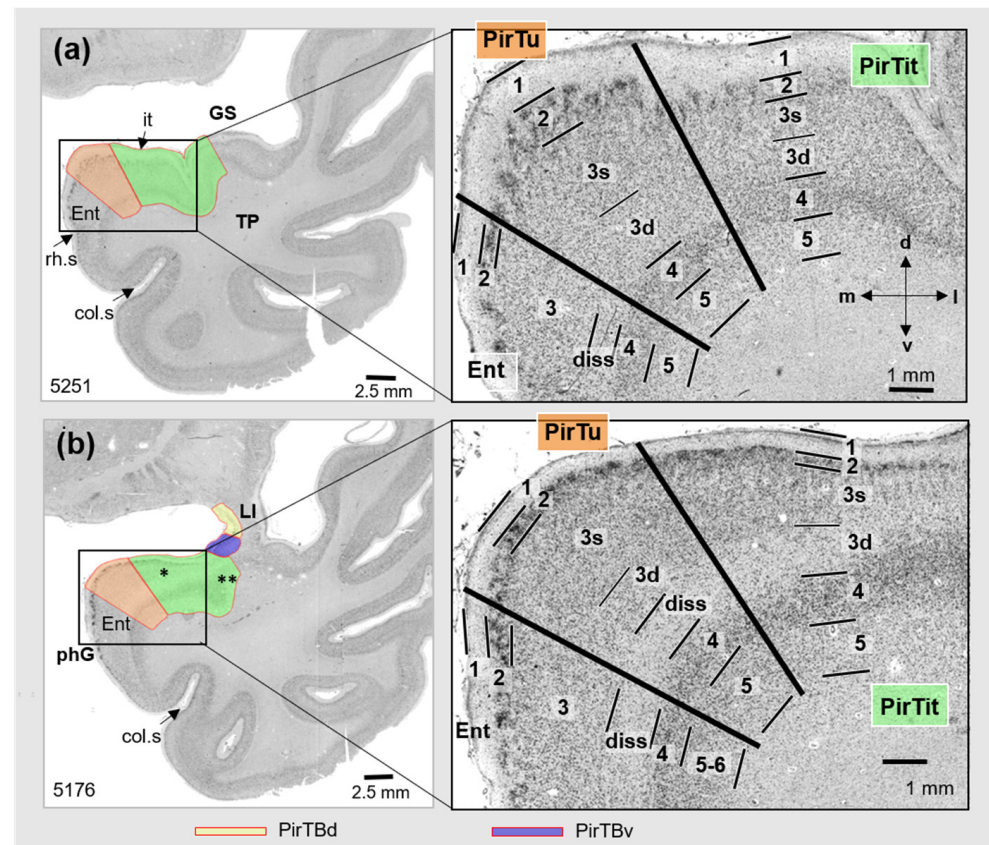 (a)
GS
it
Ent
TP
rh.s
col.s
5251
2.5 mm
PirTu
PirTit
1
2
3s
3d
4
5
1
2
3s
3d
4
5
1
2
3
diss
4
5
Ent
d
m
l
v
1 mm
(b)
LI
*
**
Ent
phG
col.s
5176
2.5 mm
PirTu
1
2
3s
3d
4
5
1
2
3s
3d
diss
4
5
1
2
3
diss
4
5-6
Ent
PirTit
1 mm
PirTBd
PirTBv